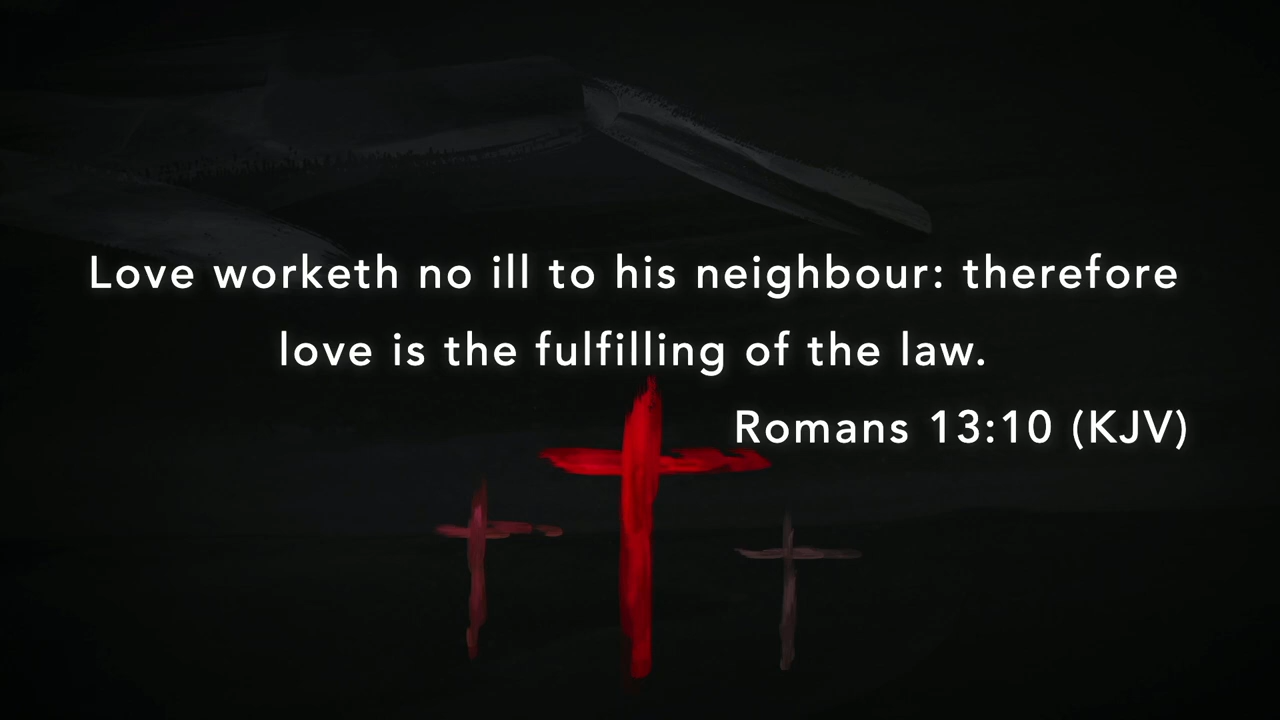 Love worketh no ill to his neighbour: therefore
love is the fulfilling of the law.
Romans 13:10 (KJV)